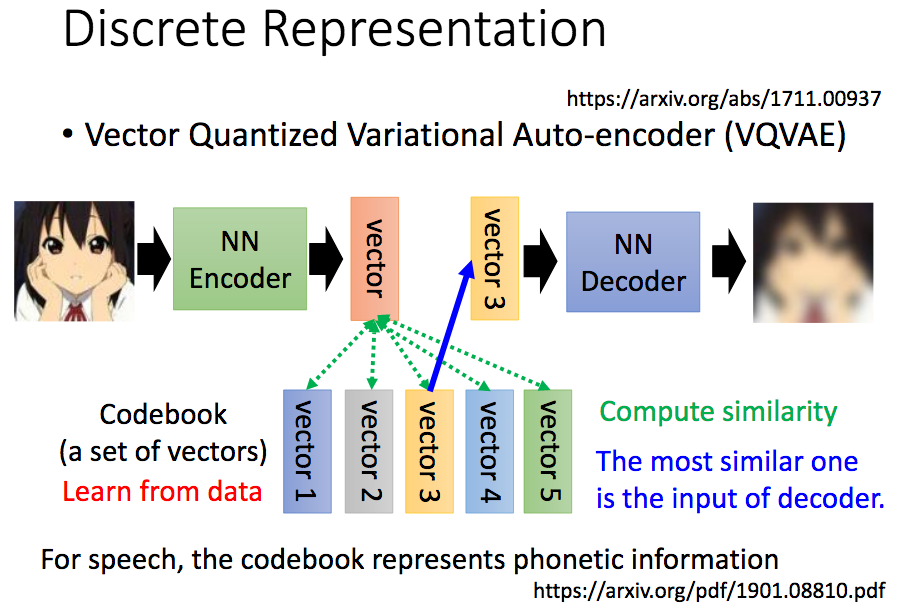 Discrete Representation
https://arxiv.org/abs/1711.00937
• Vector Quantized Variational Auto-encoder (VQVAE)
NN
Encoder
vector
vector 3
NN
Decoder
Codebook
(a set of vectors)
Learn from data
vector 1
vector 2
vector 3
vector 4
vector 5
Compute similarity
The most similar one
is the input of decoder.
For speech, the codebook represents phonetic information
https://arxiv.org/pdf/1901.08810.pdf